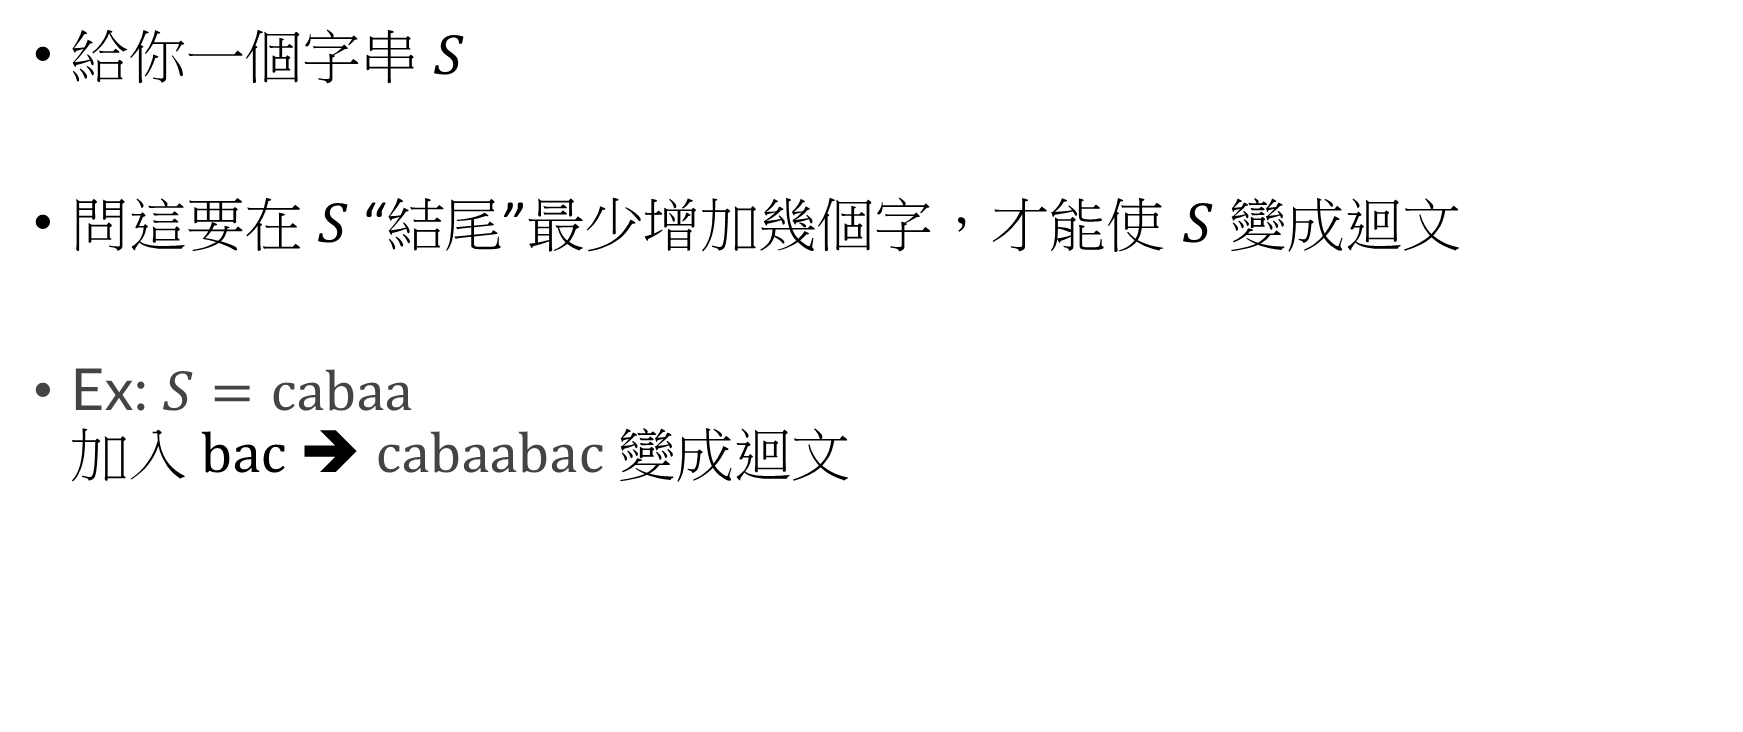 • 給你一個字串 S
• 問這要在 S “結尾”最少增加幾個字，才能使 S 變成迴文
• Ex: S = cabaa
加入 bac 🡺 cabaabac 變成迴文